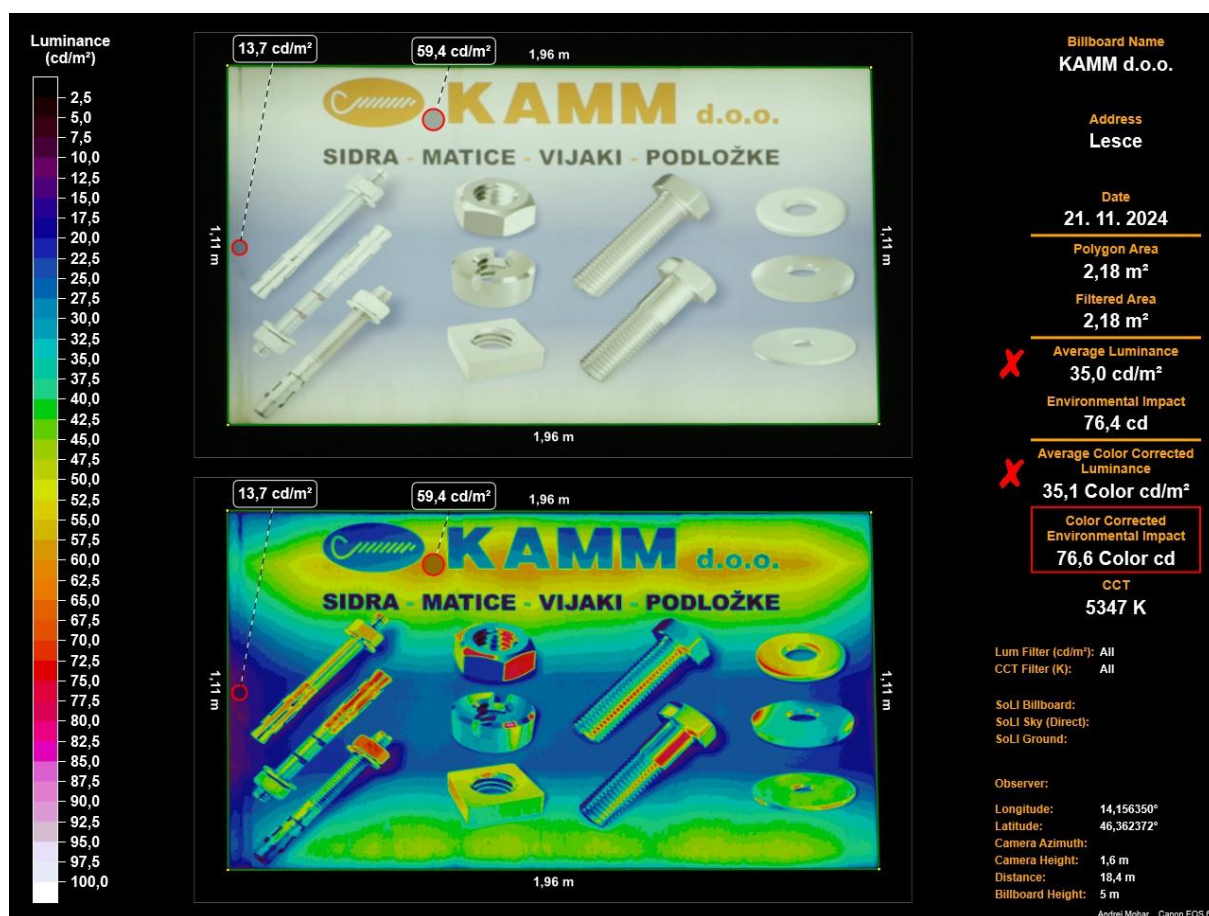 Luminance
(cd/m²)
2,5
5,0
7,5
10,0
12,5
15,0
17,5
20,0
22,5
25,0
27,5
30,0
32,5
35,0
37,5
40,0
42,5
45,0
47,5
50,0
52,5
55,0
57,5
60,0
62,5
65,0
67,5
70,0
72,5
75,0
77,5
80,0
82,5
85,0
87,5
90,0
92,5
95,0
97,5
100,0
13,7 cd/m²
59,4 cd/m²
1,96 m
KAMM d.o.o.
SIDRA - MATICE - VIJAKI - PODLOŽKE
1,11 m
1,11 m
1,96 m
13,7 cd/m²
59,4 cd/m²
1,96 m
KAMM d.o.o.
SIDRA - MATICE - VIJAKI - PODLOŽKE
1,11 m
1,11 m
1,96 m
Billboard Name
KAMM d.o.o.
Address
Lesce
Date
21. 11. 2024
Polygon Area
2,18 m²
Filtered Area
2,18 m²
Average Luminance
35,0 cd/m²
Environmental Impact
76,4 cd
Average Color Corrected
Luminance
35,1 Color cd/m²
Color Corrected
Environmental Impact
76,6 Color cd
CCT
5347 K
Lum Filter (cd/m²): All
CCT Filter (K): All
SoLI Billboard:
SoLI Sky (Direct):
SoLI Ground:
Observer:
Longitude: 14,156350°
Latitude: 46,362372°
Camera Azimuth:
Camera Height: 1,6 m
Distance: 18,4 m
Billboard Height: 5 m
Andrej Mohar Canon EOS